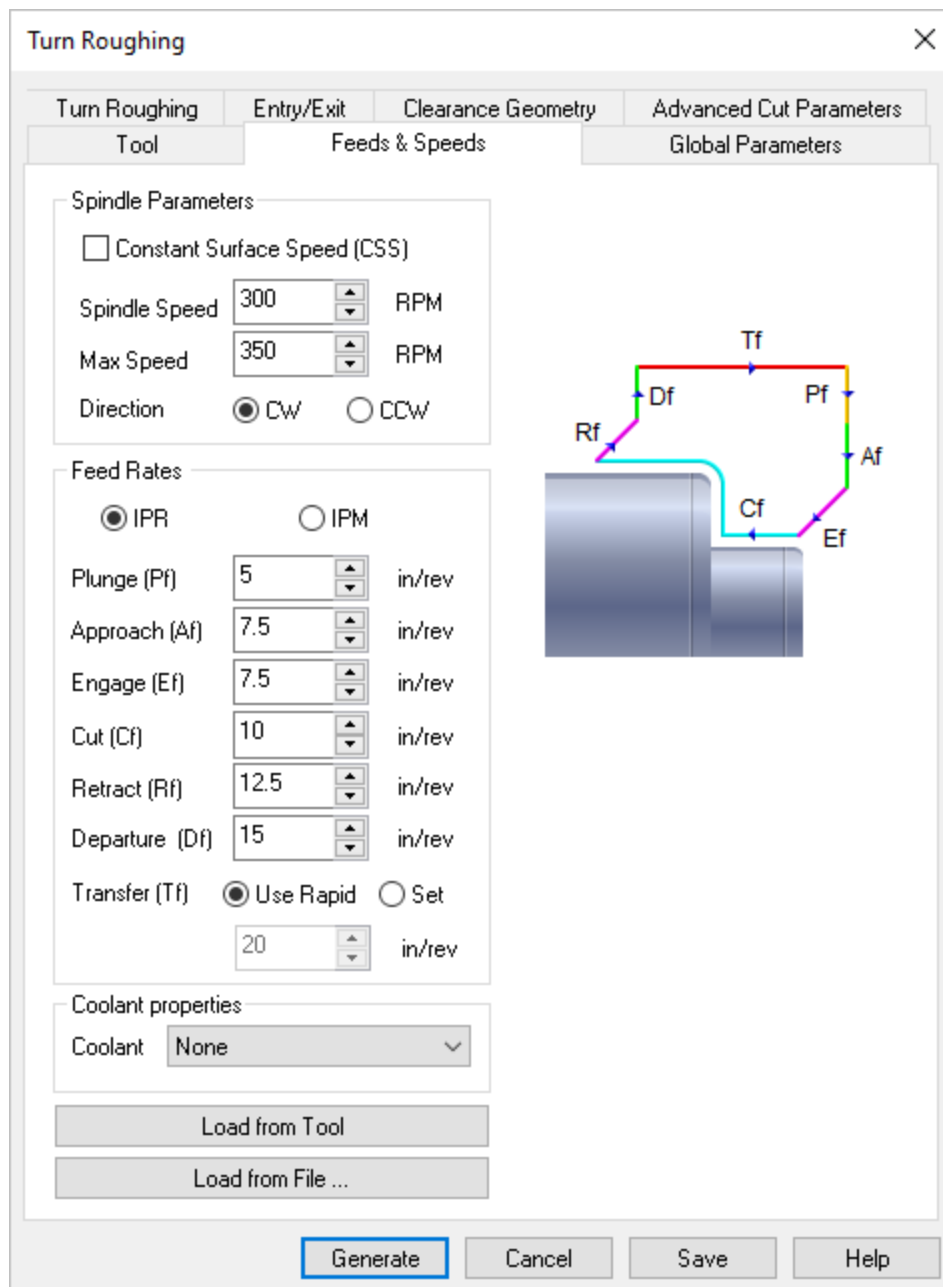 Turn Roughing
Turn Roughing Entry/Exit Clearance Geometry Advanced Cut Parameters
Tool Feeds & Speeds Global Parameters
Spindle Parameters
Constant Surface Speed (CSS)
Spindle Speed 300 RPM
Max Speed 350 RPM
Direction CW CCW
Feed Rates
IPR IPM
Plunge (Pf) 5 in/rev
Approach (Af) 7.5 in/rev
Engage (Ef) 7.5 in/rev
Cut (Cf) 10 in/rev
Retract (Rf) 12.5 in/rev
Departure (Df) 15 in/rev
Transfer (Tf) Use Rapid Set
20 in/rev
Coolant properties
Coolant None
Load from Tool
Load from File ...
Tf
Df Pf
Rf Af
Cf
Ef
Generate Cancel Save Help